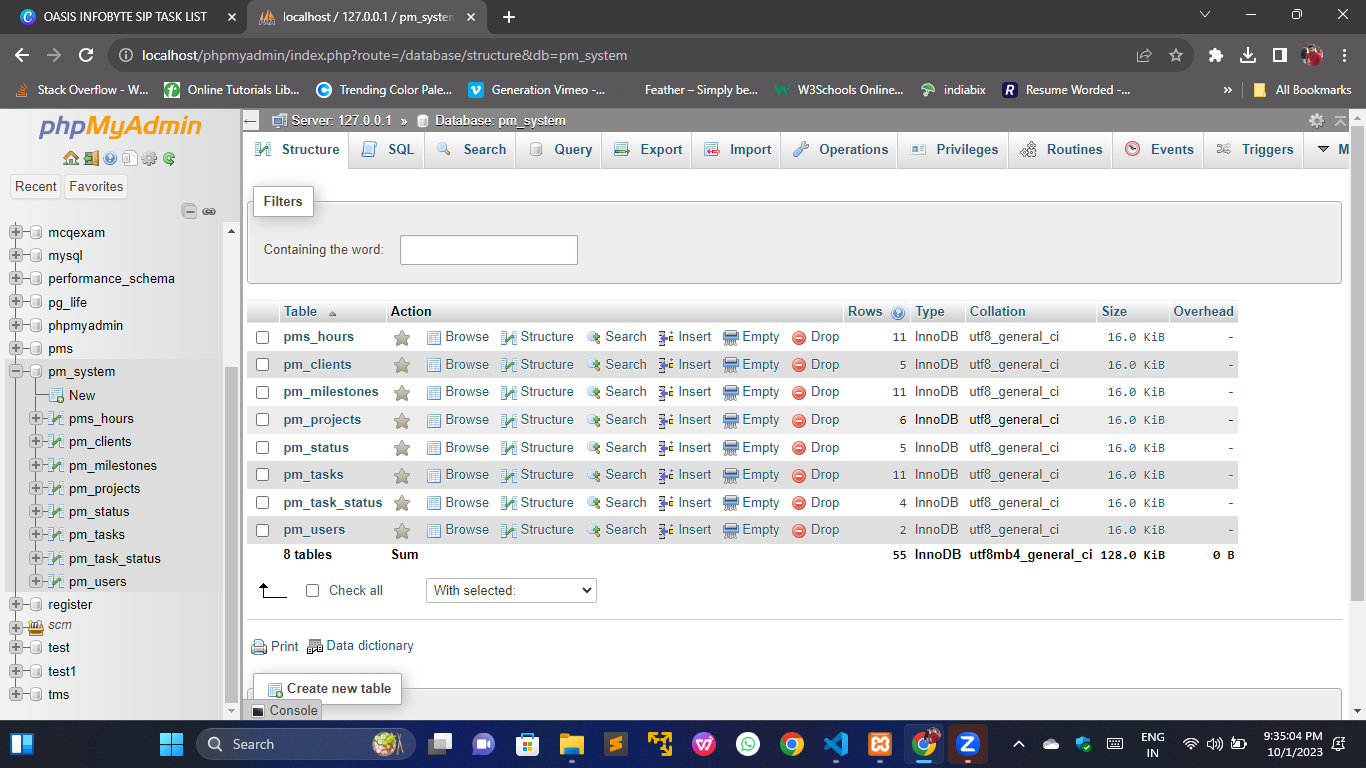 OASIS INFOBYTE SIP TASK LIST
localhost / 127.0.0.1 / pm_system
localhost/phpmyadmin/index.php?route=/database/structure&db=pm_system
Stack Overflow - W...
Online Tutorials Lib...
Trending Color Pale...
Generation Vimeo -...
Feather – Simply be...
W3Schools Online...
indiabix
Resume Worded -...
»
All Bookmarks
phpMyAdmin
Recent
Favorites
mcqexam
mysql
performance_schema
pg_life
phpmyadmin
pms
pm_system
New
pms_hours
pm_clients
pm_milestones
pm_projects
pm_status
pm_tasks
pm_task_status
pm_users
register
scm
test
test1
tms
Server: 127.0.0.1 » Database: pm_system
Structure SQL Search Query Export Import Operations Privileges Routines Events Triggers M
Filters
Containing the word:
Table Action Rows Type Collation Size Overhead
pms_hours Browse Structure Search Insert Empty Drop 11 InnoDB utf8_general_ci 16.0 KiB -
pm_clients Browse Structure Search Insert Empty Drop 5 InnoDB utf8_general_ci 16.0 KiB -
pm_milestones Browse Structure Search Insert Empty Drop 11 InnoDB utf8_general_ci 16.0 KiB -
pm_projects Browse Structure Search Insert Empty Drop 6 InnoDB utf8_general_ci 16.0 KiB -
pm_status Browse Structure Search Insert Empty Drop 5 InnoDB utf8_general_ci 16.0 KiB -
pm_tasks Browse Structure Search Insert Empty Drop 11 InnoDB utf8_general_ci 16.0 KiB -
pm_task_status Browse Structure Search Insert Empty Drop 4 InnoDB utf8_general_ci 16.0 KiB -
pm_users Browse Structure Search Insert Empty Drop 2 InnoDB utf8_general_ci 16.0 KiB -
8 tables Sum 55 InnoDB utf8mb4_general_ci 128.0 KiB 0 B
Check all
With selected:
Print
Data dictionary
Create new table
Console
Search
ENG
IN
9:35:04 PM
10/1/2023